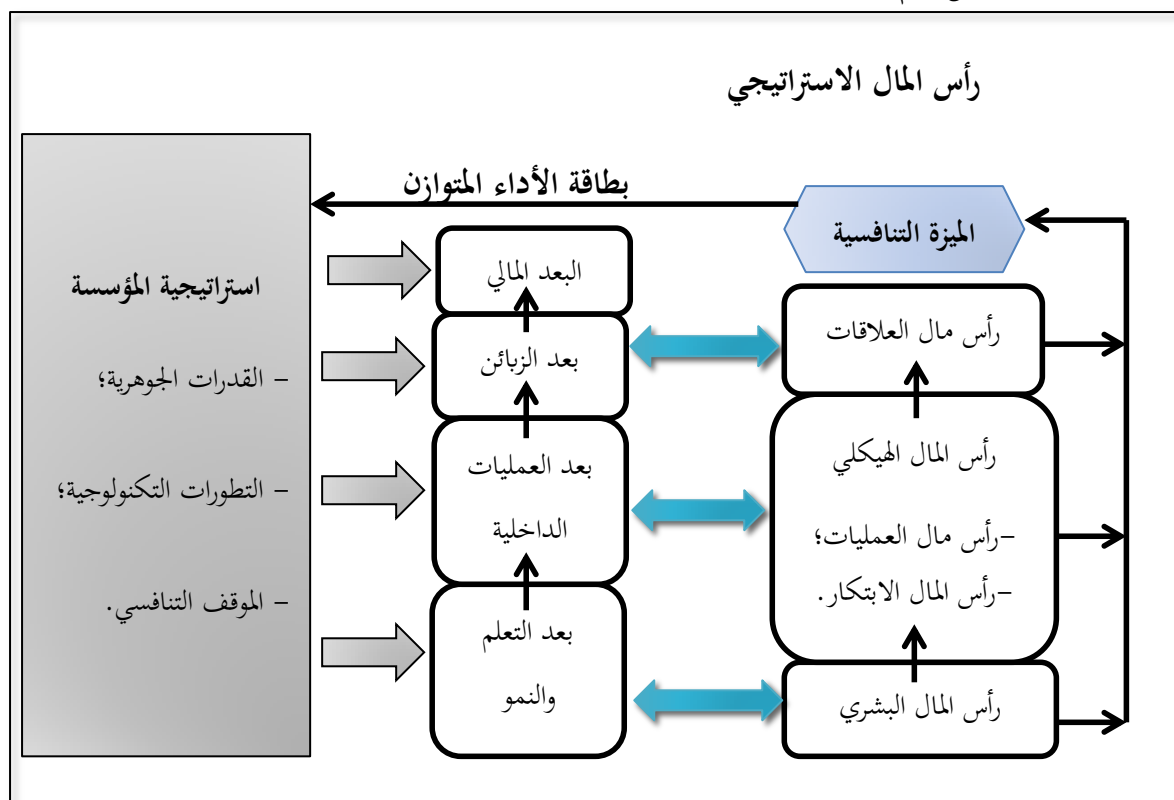 رأس المال الاستراتيجي
بطاقة الأداء المتوازن
الميزة التنافسية
رأس مال العلاقات
رأس المال الهيكلي
-رأس مال العمليات؛
-رأس المال الابتكار.
رأس المال البشري
البعد المالي
بعد الزبائن
بعد العمليات
الداخلية
بعد التعلم
والنمو
استراتيجية المؤسسة
- القدرات الجوهرية؛
- التطورات التكنولوجية؛
- الموقف التنافسي.